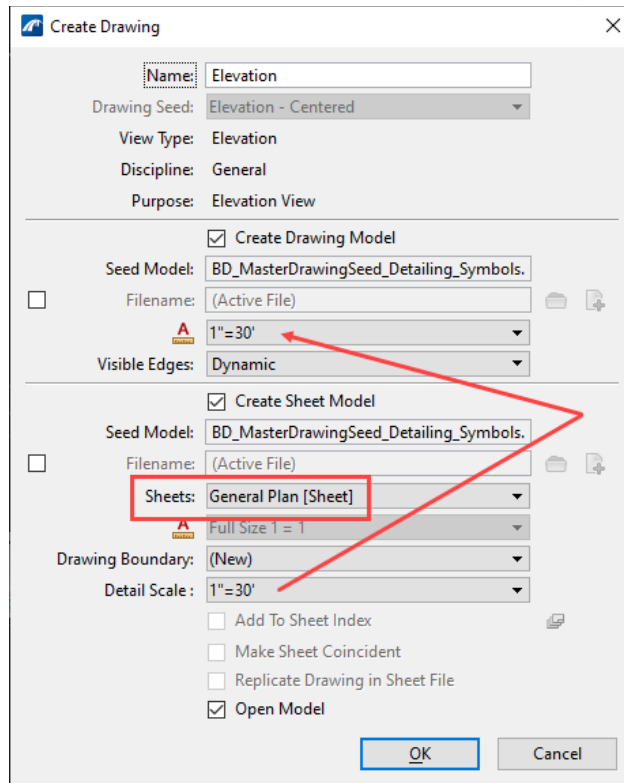 Create Drawing
Name: Elevation
Drawing Seed: Elevation - Centered
View Type: Elevation
Discipline: General
Purpose: Elevation View
Create Drawing Model
Seed Model: BD_MasterDrawingSeed_Detailing_Symbols.
Filename: (Active File)
A 1"=30'
Visible Edges: Dynamic
Create Sheet Model
Seed Model: BD_MasterDrawingSeed_Detailing_Symbols.
Filename: (Active File)
Sheets: General Plan [Sheet]
A Full Size 1 = 1
Drawing Boundary: (New)
Detail Scale : 1"=30'
Add To Sheet Index
Make Sheet Coincident
Replicate Drawing in Sheet File
Open Model
OK Cancel